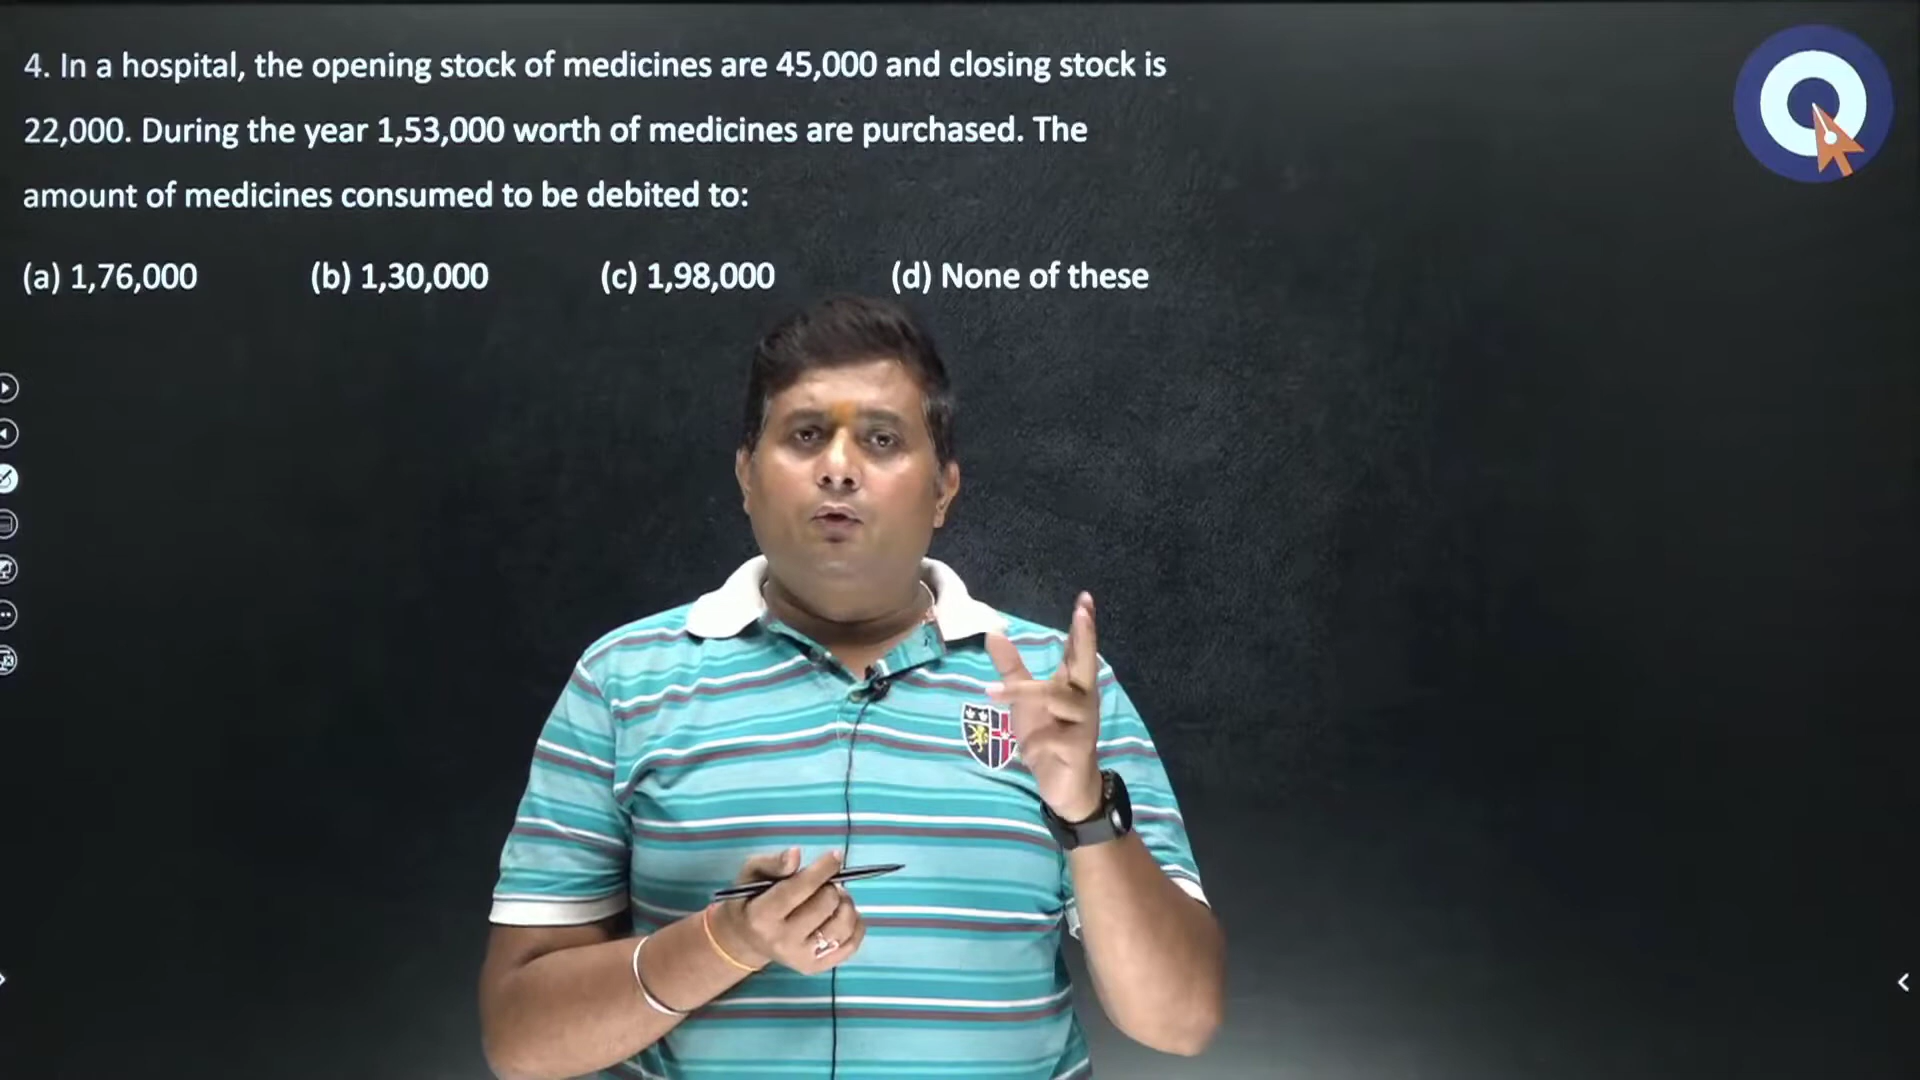 4. In a hospital, the opening stock of medicines are 45,000 and closing stock is
22,000. During the year 1,53,000 worth of medicines are purchased. The
amount of medicines consumed to be debited to:
(a) 1,76,000 (b) 1,30,000 (c) 1,98,000 (d) None of these